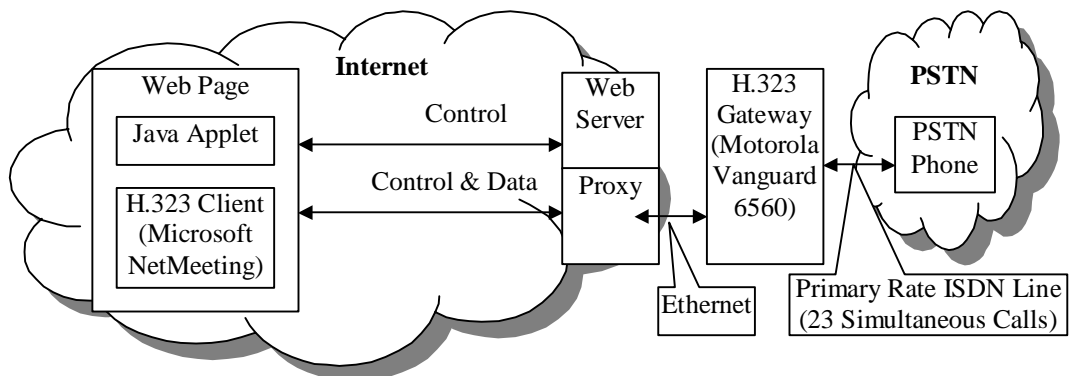 Internet
Web Page
Java Applet
H.323 Client
(Microsoft
NetMeeting)
Control
Control & Data
Web
Server
Proxy
Ethernet
H.323
Gateway
(Motorola
Vanguard
6560)
PSTN
PSTN
Phone
Primary Rate ISDN Line
(23 Simultaneous Calls)